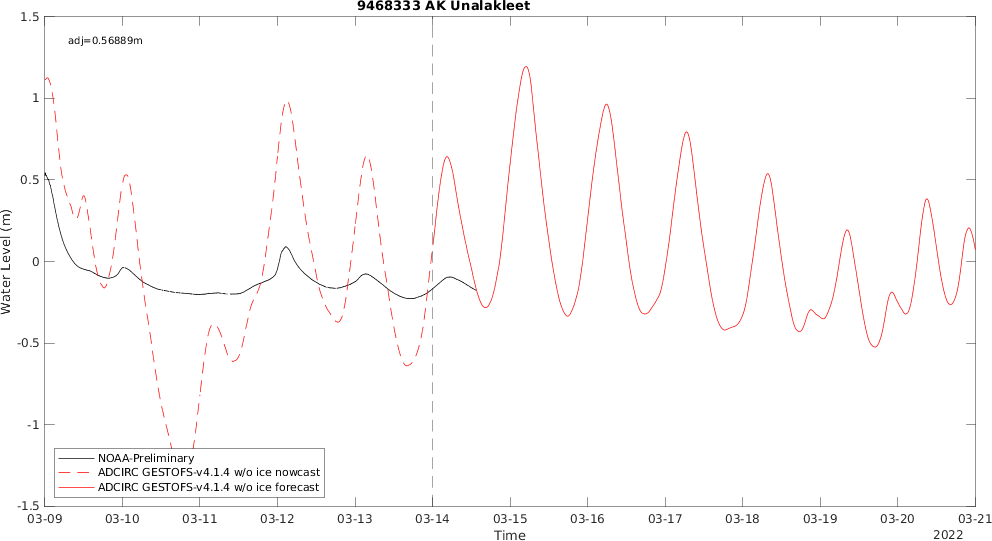 9468333 AK Unalakleet
adj=0.56889m
1.5
1
0.5
0
-0.5
-1
-1.5
Water Level (m)
NOAA-Preliminary
ADCIRC GESTOFS-v4.1.4 w/o ice nowcast
ADCIRC GESTOFS-v4.1.4 w/o ice forecast
03-09 03-10 03-11 03-12 03-13 03-14 03-15 03-16 03-17 03-18 03-19 03-20 03-21
Time
2022